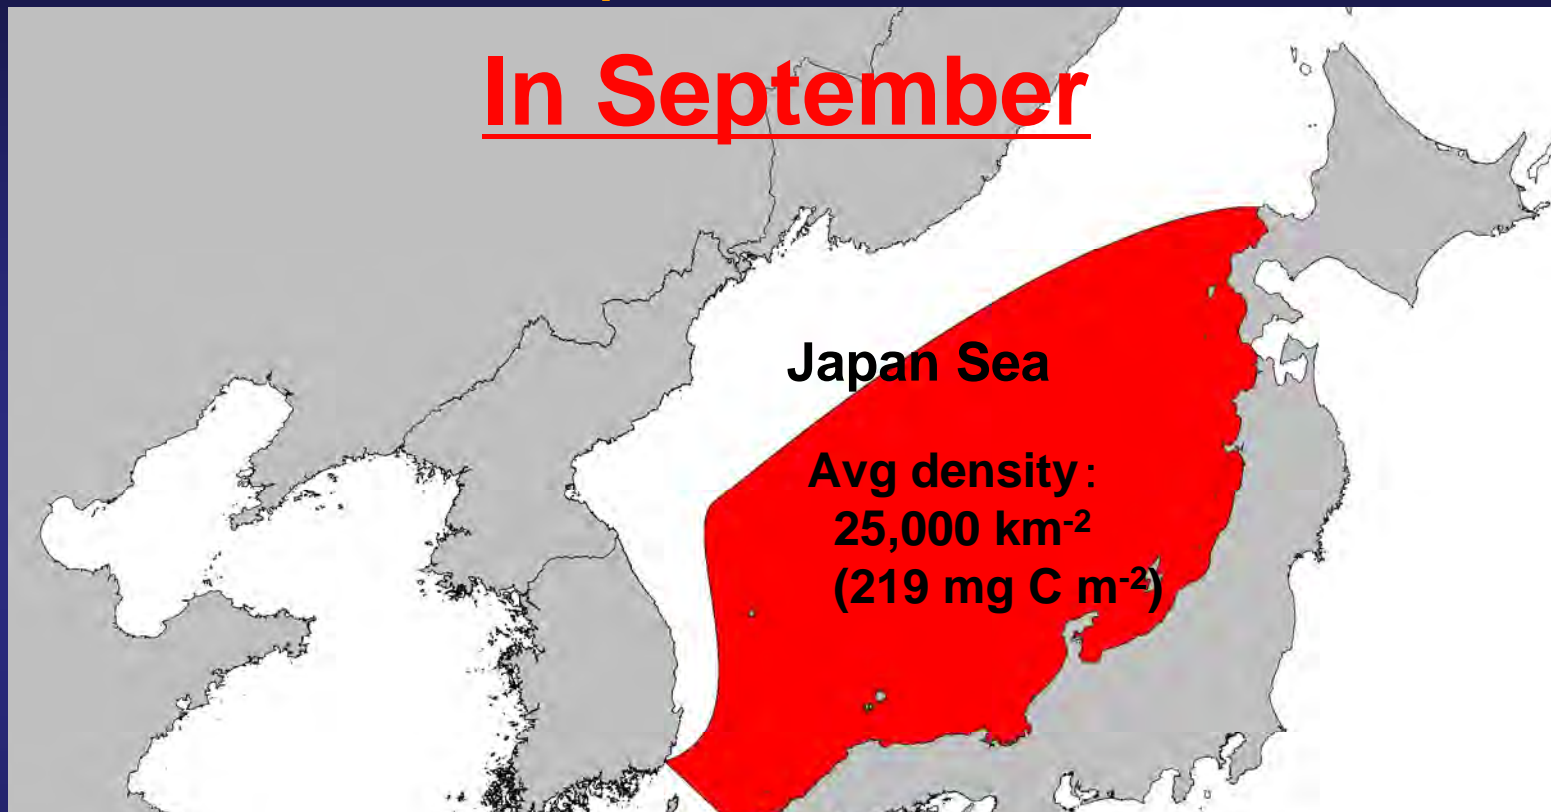 In September
Japan Sea
Avg density:
25,000 km⁻²
(219 mg C m⁻²)